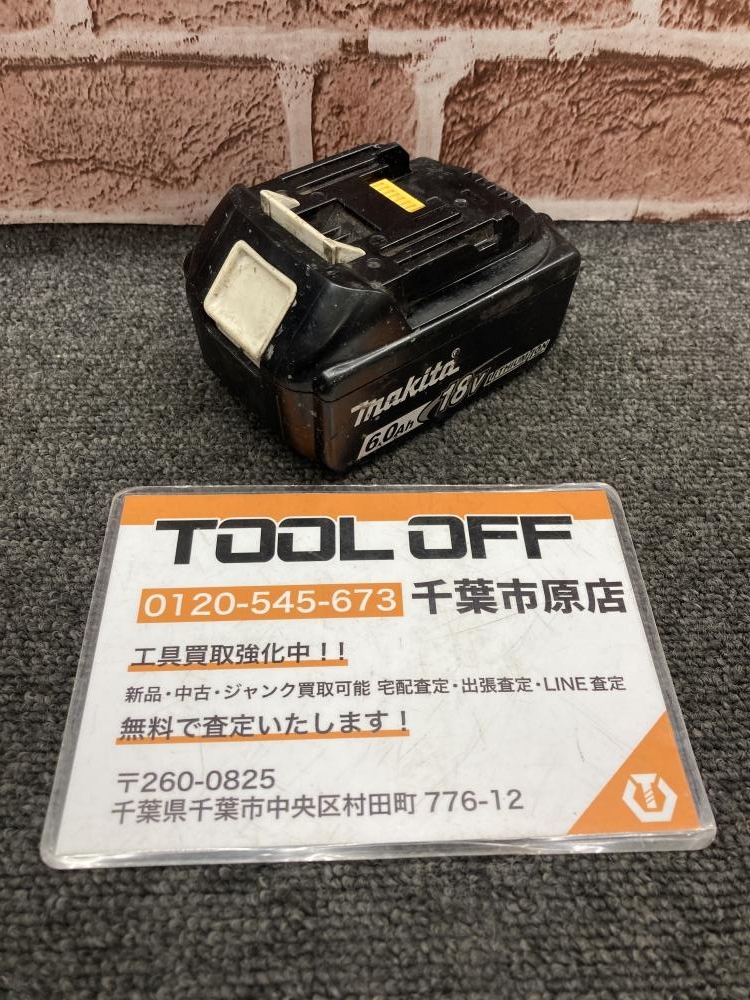 makita
6.0Ah 18V LITHIUM-ION
TOOL OFF
0120-545-673 千葉市原店
工具買取強化中！！
新品・中古・ジャンク買取可能 宅配査定・出張査定・LINE査定
無料で査定いたします！
〒260-0825
千葉県千葉市中央区村田町 776-12